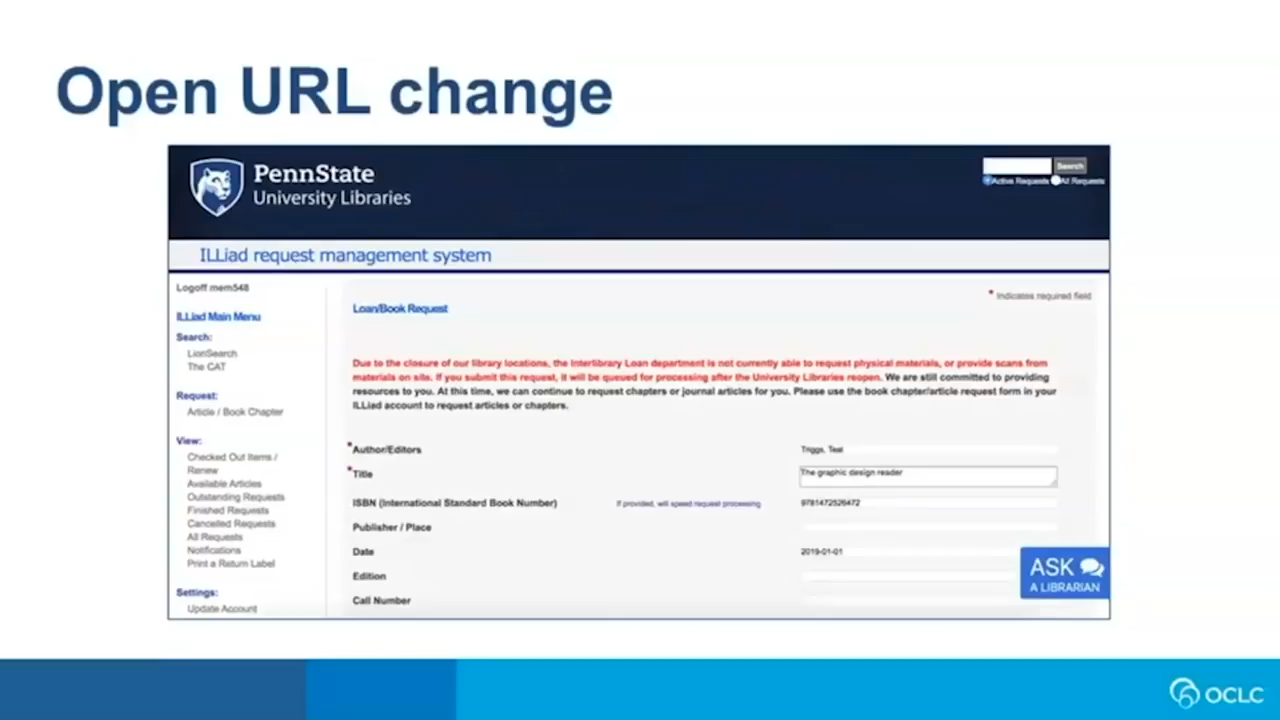 Open URL change
PennState
University Libraries
Search
Active Requests All Requests
ILLiad request management system
Logoff mem548
ILLiad Main Menu
Search:
LionSearch
The CAT
Request:
Article / Book Chapter
View:
Checked Out Items /
Renew
Available Articles
Outstanding Requests
Finished Requests
Cancelled Requests
All Requests
Notifications
Print a Return Label
Settings:
Update Account
* Indicates required field
Loan/Book Request
Due to the closure of our library locations, the Interlibrary Loan department is not currently able to request physical materials, or provide scans from
materials on site. If you submit this request, it will be queued for processing after the University Libraries reopen. We are still committed to providing
resources to you. At this time, we can continue to request chapters or journal articles for you. Please use the book chapter/article request form in your
ILLiad account to request articles or chapters.
*Author/Editors Triggs, Teal
*Title The graphic design reader
ISBN (International Standard Book Number) If provided, will speed request processing 9781472526472
Publisher / Place
Date 2019-01-01
Edition
Call Number
ASK
A LIBRARIAN
OCLC